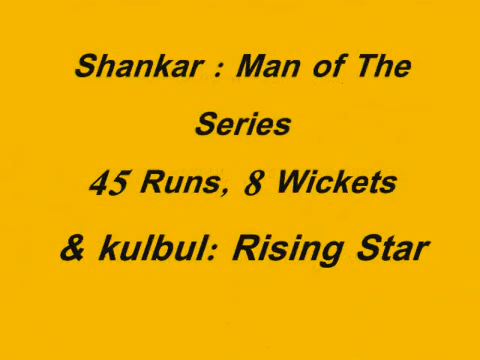 Shankar : Man of The
Series
45 Runs, 8 Wickets
& kulbul: Rising Star